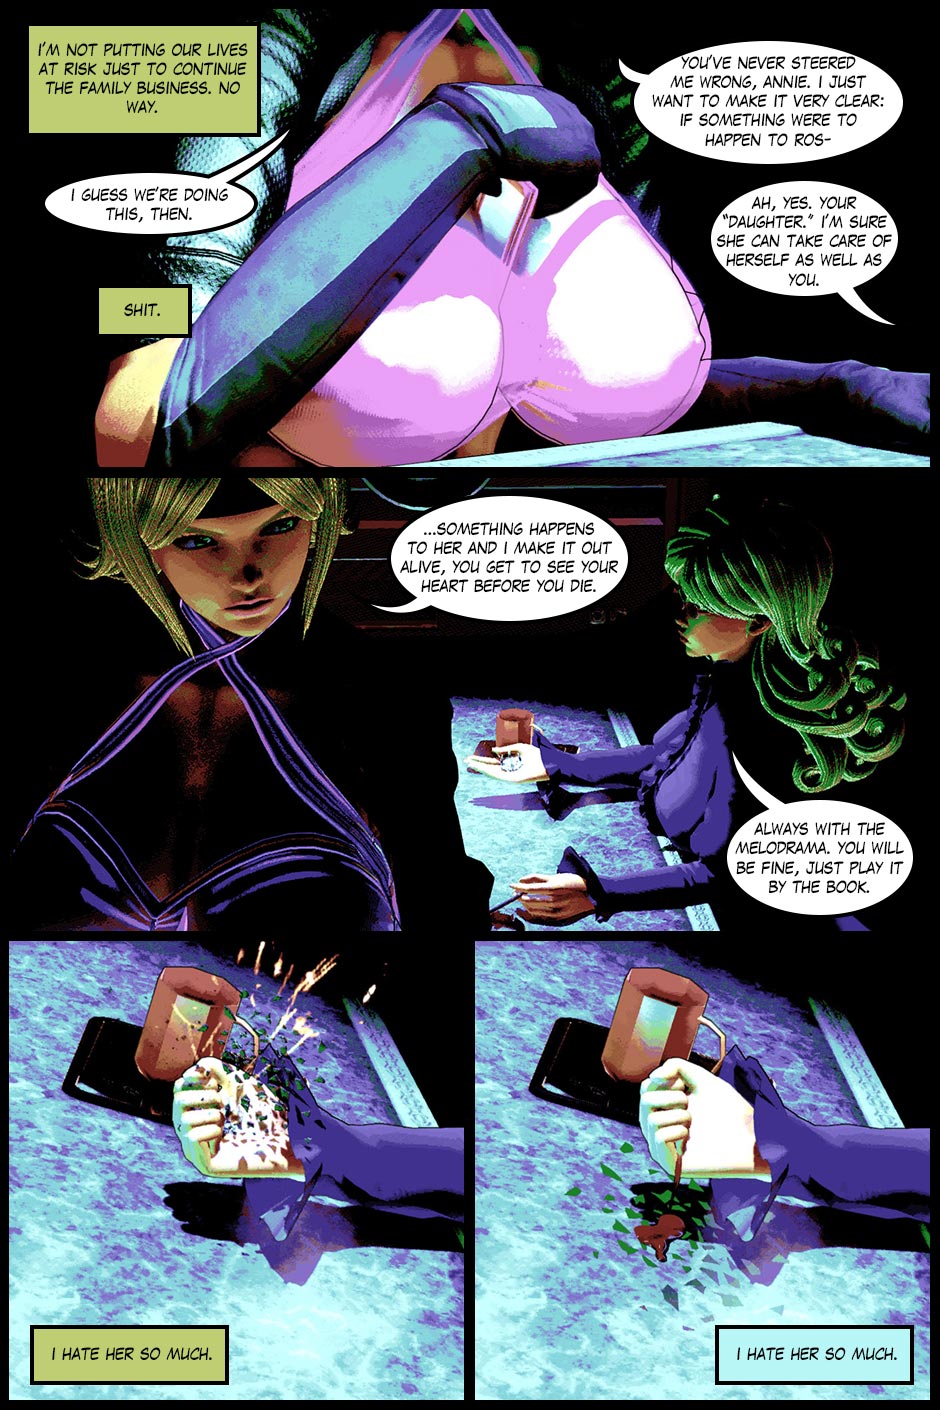 I'M NOT PUTTING OUR LIVES
AT RISK JUST TO CONTINUE
THE FAMILY BUSINESS. NO
WAY.
YOU'VE NEVER STEERED
ME WRONG, ANNIE. I JUST
WANT TO MAKE IT VERY CLEAR:
IF SOMETHING WERE TO
HAPPEN TO ROS-
I GUESS WE'RE DOING
THIS, THEN.
AH, YES. YOUR
"DAUGHTER." I'M SURE
SHE CAN TAKE CARE OF
HERSELF AS WELL AS
YOU.
SHIT.
...SOMETHING HAPPENS
TO HER AND I MAKE IT OUT
ALIVE, YOU GET TO SEE YOUR
HEART BEFORE YOU DIE.
ALWAYS WITH THE
MELODRAMA. YOU WILL
BE FINE, JUST PLAY IT
BY THE BOOK.
I HATE HER SO MUCH.
I HATE HER SO MUCH.